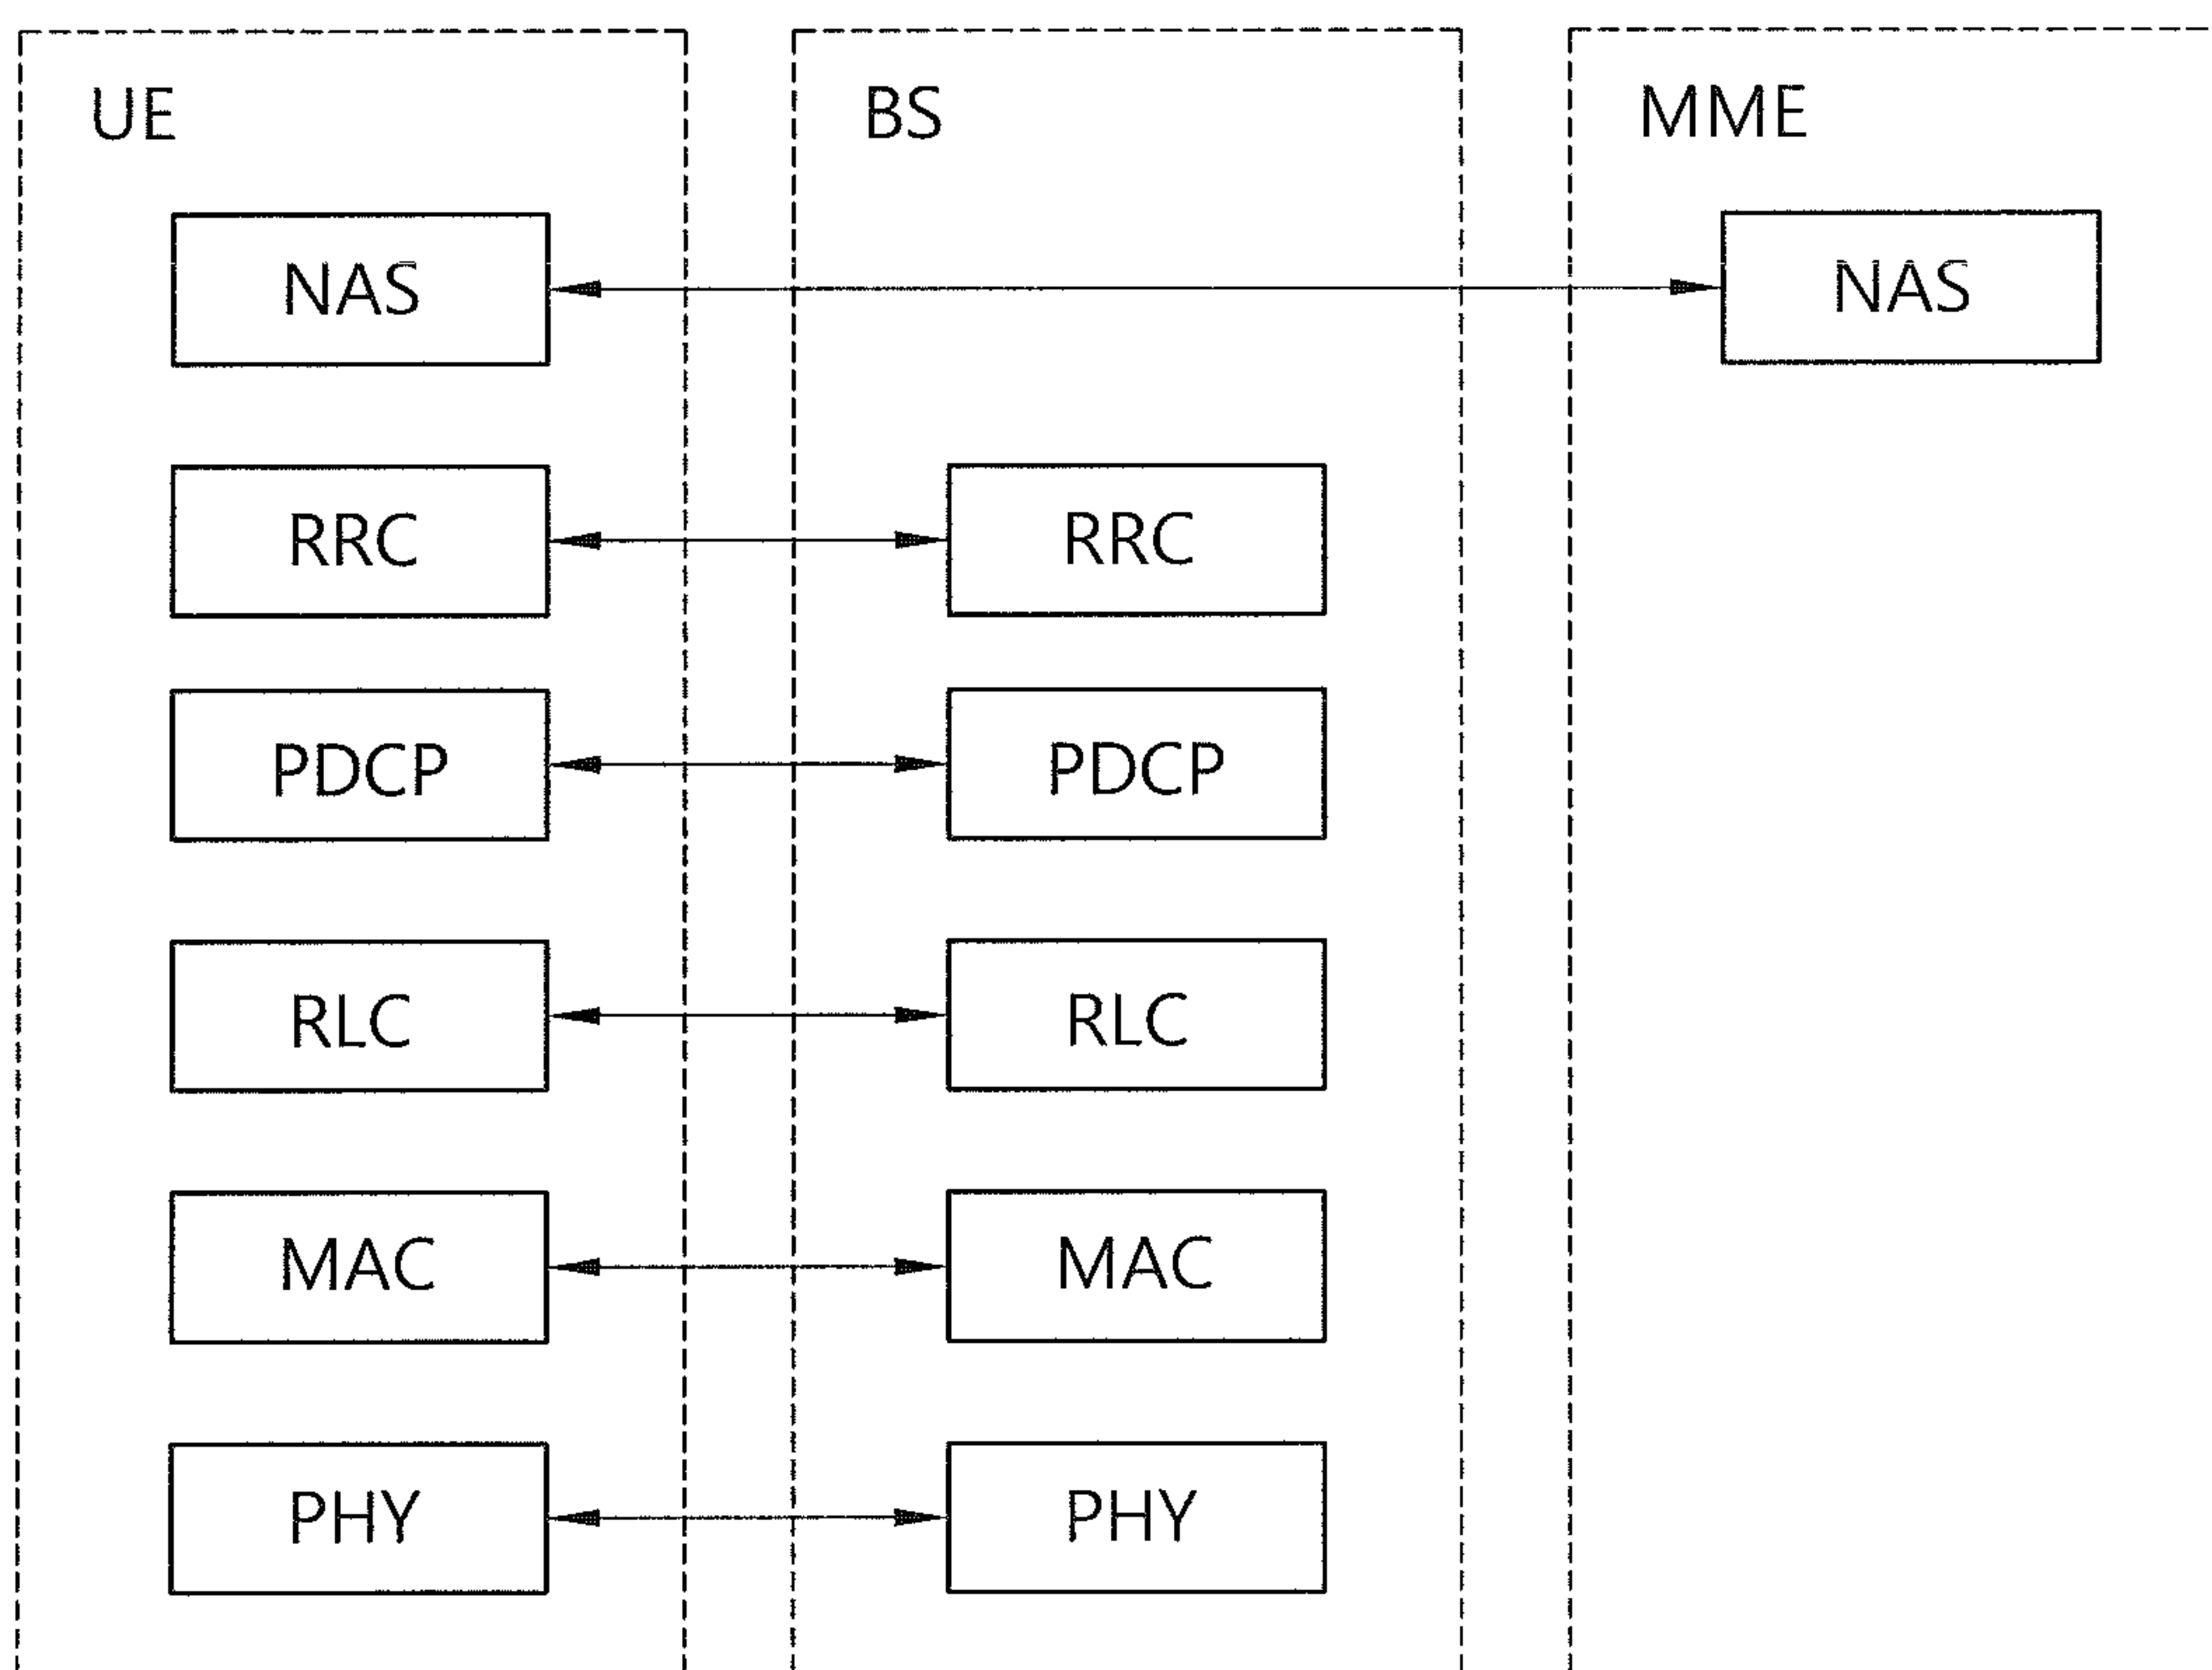 UE BS MME
NAS NAS
RRC RRC
PDCP PDCP
RLC RLC
MAC MAC
PHY PHY